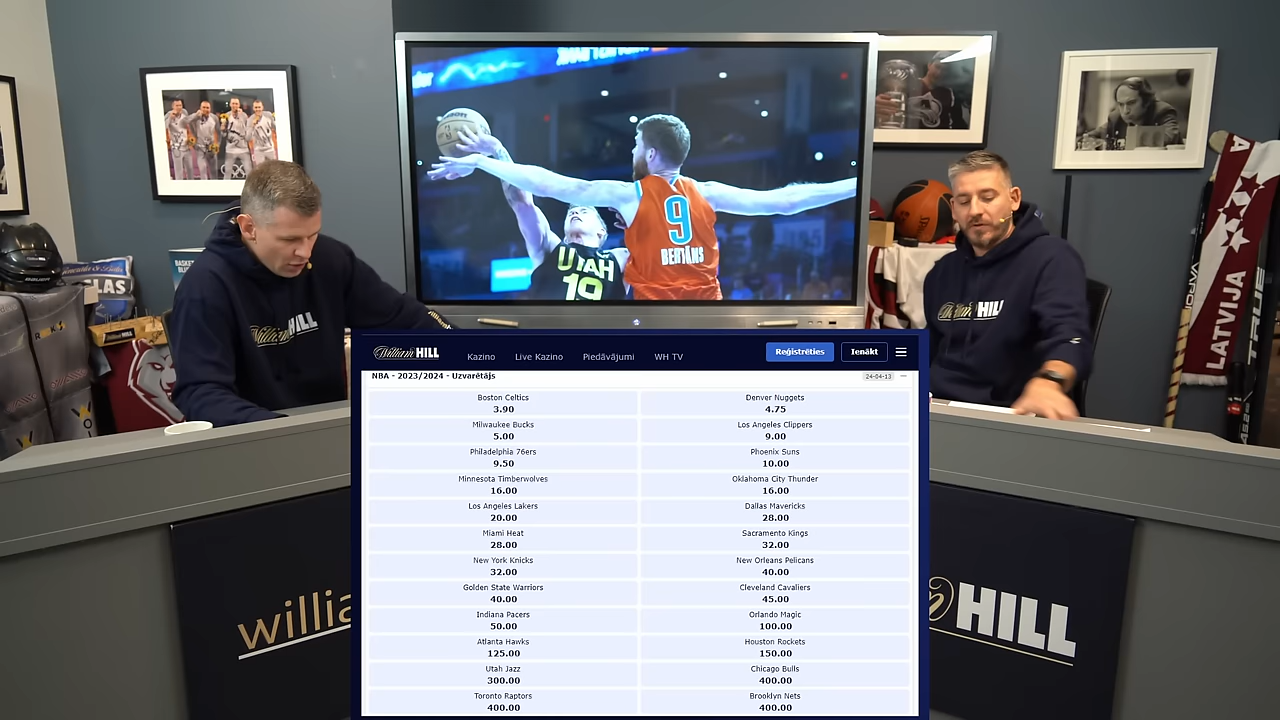 UTAH
19
9
BERTĀNS
BAUER
William HILL
William HILL
LATVIJA
TRUE
William HILL
Kazino
Live Kazino
Piedāvājumi
WH TV
Reģistrēties
Ienākt
NBA - 2023/2024 - Uzvarētājs
24-04-13
Boston Celtics
3.90
Denver Nuggets
4.75
Milwaukee Bucks
5.00
Los Angeles Clippers
9.00
Philadelphia 76ers
9.50
Phoenix Suns
10.00
Minnesota Timberwolves
16.00
Oklahoma City Thunder
16.00
Los Angeles Lakers
20.00
Dallas Mavericks
28.00
Miami Heat
28.00
Sacramento Kings
32.00
New York Knicks
32.00
New Orleans Pelicans
40.00
Golden State Warriors
40.00
Cleveland Cavaliers
45.00
Indiana Pacers
50.00
Orlando Magic
100.00
Atlanta Hawks
125.00
Houston Rockets
150.00
Utah Jazz
300.00
Chicago Bulls
400.00
Toronto Raptors
400.00
Brooklyn Nets
400.00
willia
HILL